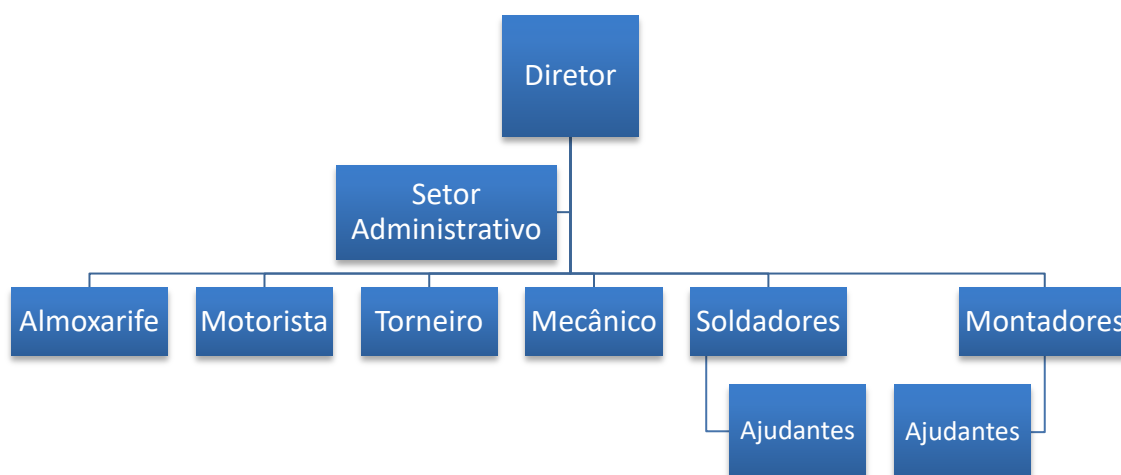 Diretor
Setor
Administrativo
Almoxarife
Motorista
Torneiro
Mecânico
Soldadores
Montadores
Ajudantes
Ajudantes